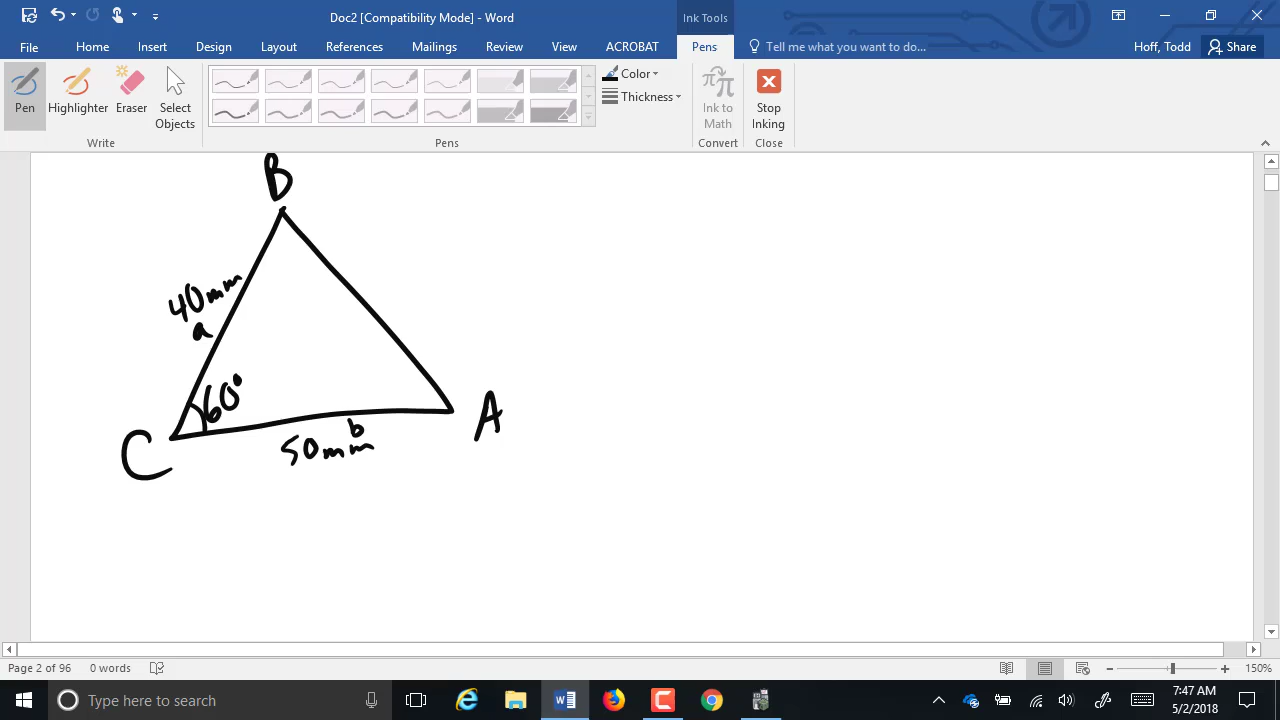 Doc2 [Compatibility Mode] - Word
Ink Tools
File
Home
Insert
Design
Layout
References
Mailings
Review
View
ACROBAT
Pens
Tell me what you want to do...
Hoff, Todd
Share
Pen
Highlighter
Eraser
Select
Objects
Color
Thickness
Ink to
Math
Stop
Inking
Write
Pens
Convert
Close
B
40mm
a
60°
C
A
b
50mm
Page 2 of 96
0 words
150%
Type here to search
7:47 AM
5/2/2018